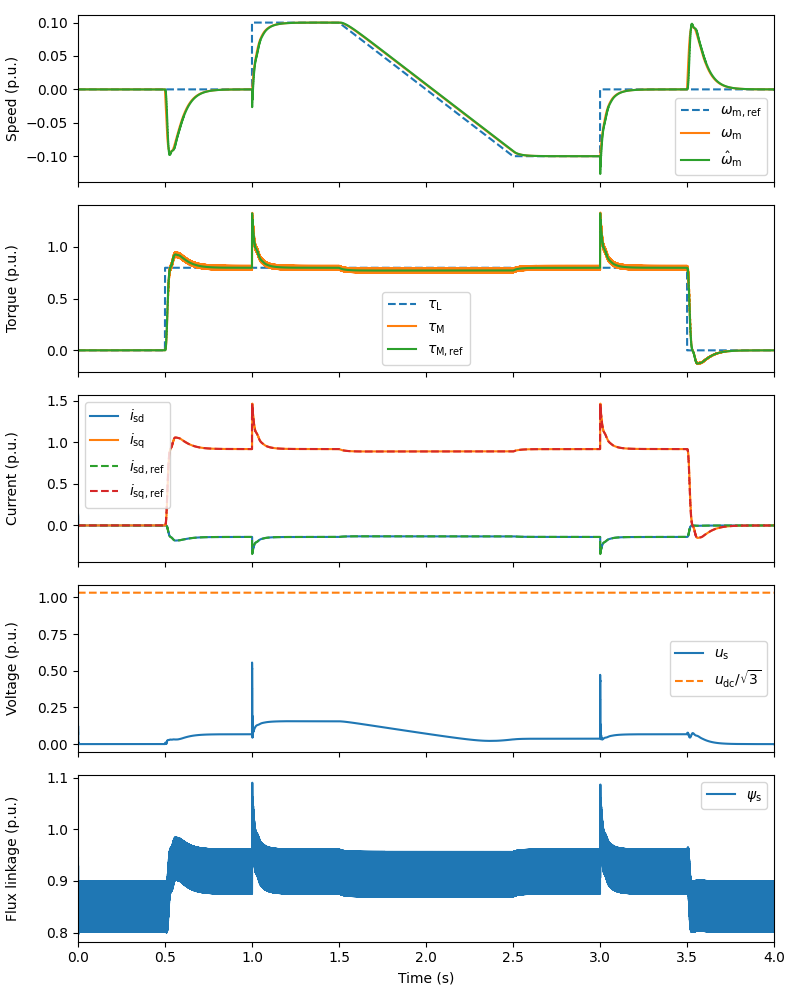 Speed (p.u.)
0.10
0.05
0.00
−0.05
−0.10
ω_m,ref
ω_m
ω̂_m
Torque (p.u.)
1.0
0.5
0.0
τ_L
τ_M
τ_M,ref
Current (p.u.)
1.5
1.0
0.5
0.0
i_sd
i_sq
i_sd,ref
i_sq,ref
Voltage (p.u.)
1.00
0.75
0.50
0.25
0.00
u_s
u_dc/√3
Flux linkage (p.u.)
1.1
1.0
0.9
0.8
ψ_s
0.0 0.5 1.0 1.5 2.0 2.5 3.0 3.5 4.0
Time (s)